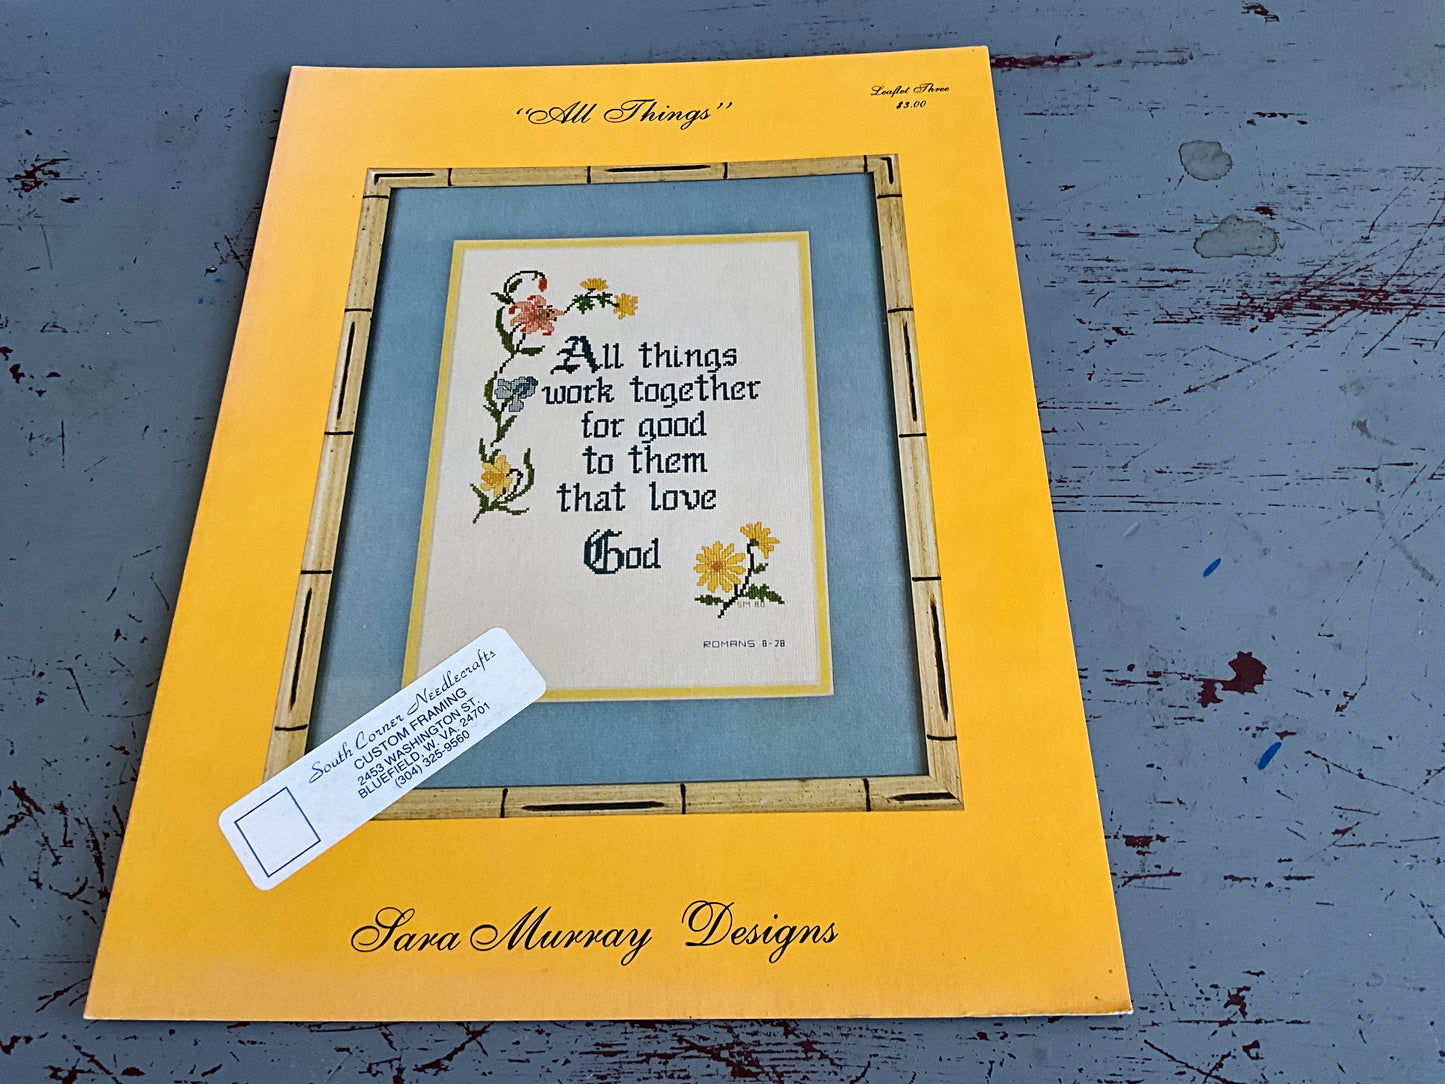 "All Things"
Leaflet Three
$3.00
All things
work together
for good
to them
that love
God
SM 80
ROMANS 8-28
South Corner Needlecrafts
CUSTOM FRAMING
2453 WASHINGTON ST.
BLUEFIELD, W. VA. 24701
(304) 325-9560
Sara Murray Designs